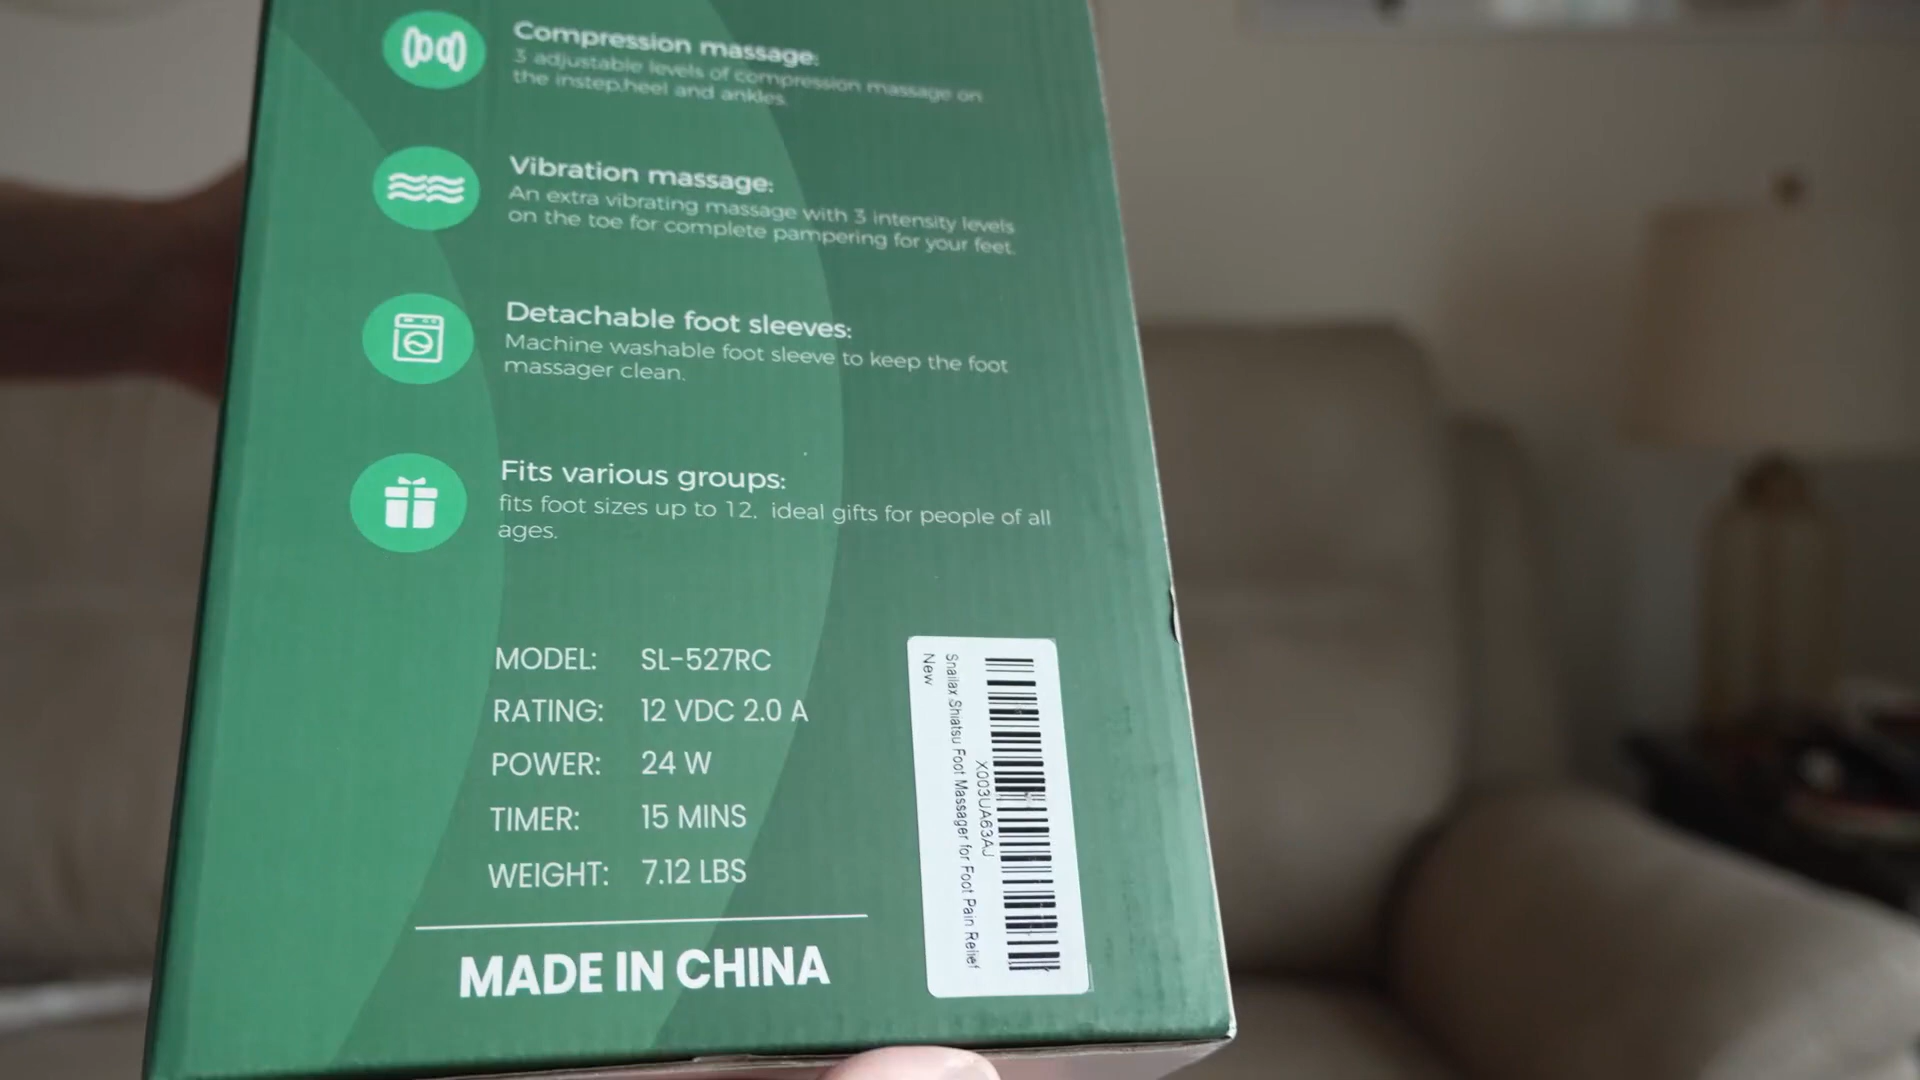 Compression massage:
3 adjustable levels of compression massage on
the instep,heel and ankles.
Vibration massage:
An extra vibrating massage with 3 intensity levels
on the toe for complete pampering for your feet.
Detachable foot sleeves:
Machine washable foot sleeve to keep the foot
massager clean.
Fits various groups:
fits foot sizes up to 12, ideal gifts for people of all
ages.
MODEL: SL-527RC
RATING: 12 VDC 2.0 A
POWER: 24 W
TIMER: 15 MINS
WEIGHT: 7.12 LBS
MADE IN CHINA
X003UA63AJ
Snailax Shiatsu Foot Massager for Foot Pain Relief
New